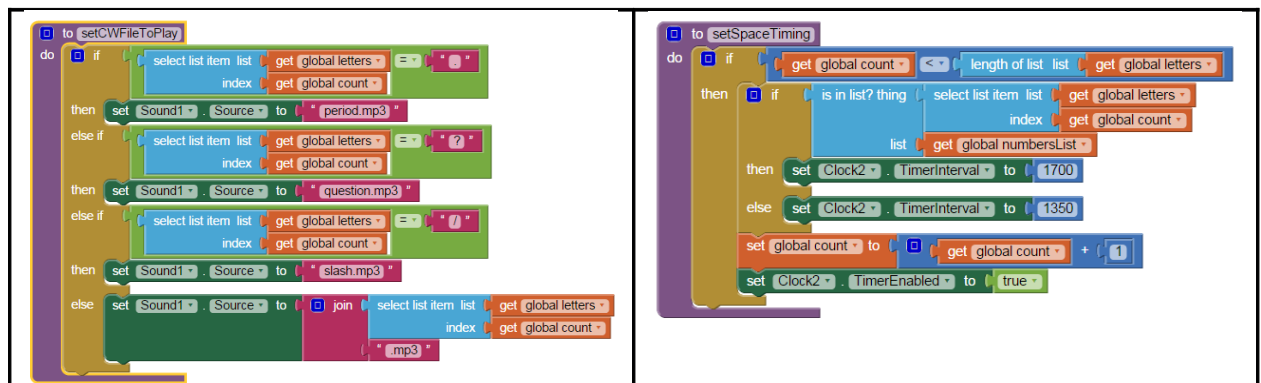 to setCWFileToPlay
do if select list item list get global letters = " . "
index get global count
then set Sound1 . Source to " period.mp3 "
else if select list item list get global letters = " ? "
index get global count
then set Sound1 . Source to " question.mp3 "
else if select list item list get global letters = " / "
index get global count
then set Sound1 . Source to " slash.mp3 "
else set Sound1 . Source to join select list item list get global letters
index get global count
" .mp3 "
to setSpaceTiming
do if get global count < length of list list get global letters
then if is in list? thing select list item list get global letters
index get global count
list get global numbersList
then set Clock2 . TimerInterval to 1700
else set Clock2 . TimerInterval to 1350
set global count to get global count + 1
set Clock2 . TimerEnabled to true